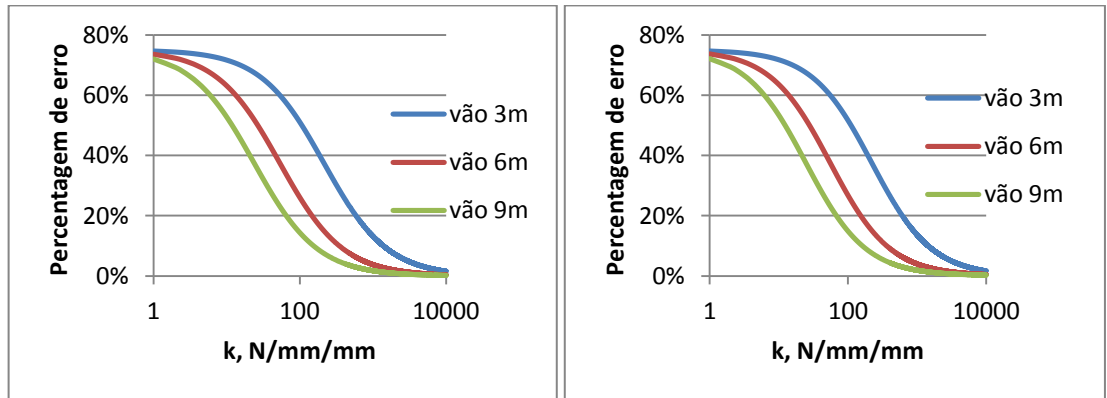 Percentagem de erro
80%
60%
40%
20%
0%
1
100
10000
k, N/mm/mm
vão 3m
vão 6m
vão 9m
Percentagem de erro
80%
60%
40%
20%
0%
1
100
10000
k, N/mm/mm
vão 3m
vão 6m
vão 9m